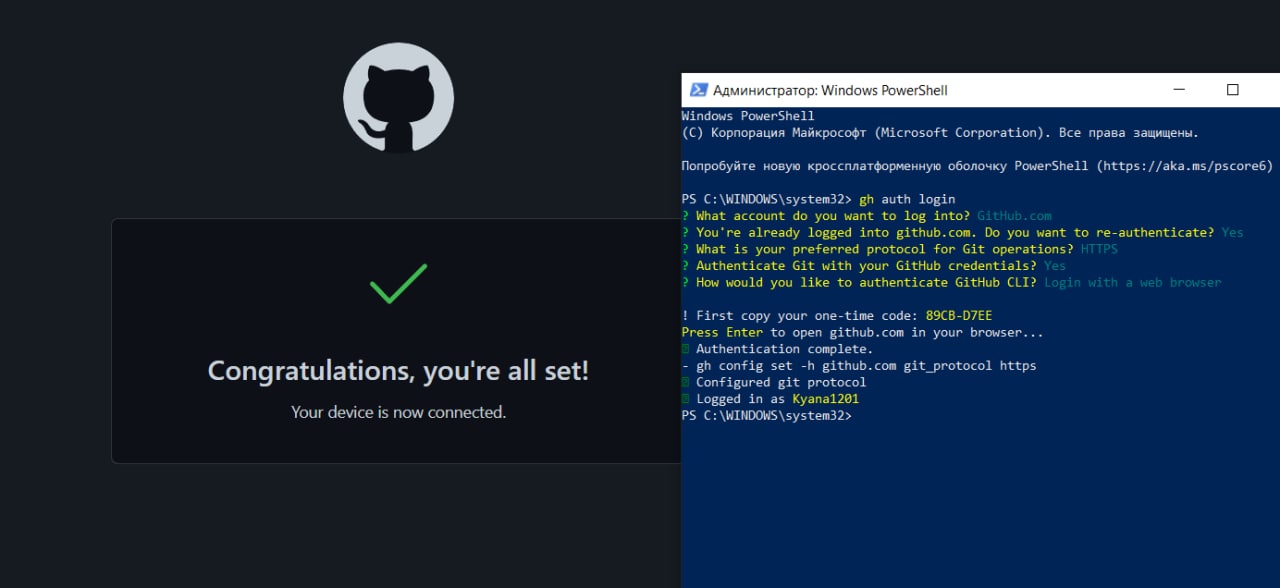 Congratulations, you're all set!
Your device is now connected.
Администратор: Windows PowerShell
Windows PowerShell
(C) Корпорация Майкрософт (Microsoft Corporation). Все права защищены.
Попробуйте новую кроссплатформенную оболочку PowerShell (https://aka.ms/pscore6)
PS C:\WINDOWS\system32> gh auth login
? What account do you want to log into? GitHub.com
? You're already logged into github.com. Do you want to re-authenticate? Yes
? What is your preferred protocol for Git operations? HTTPS
? Authenticate Git with your GitHub credentials? Yes
? How would you like to authenticate GitHub CLI? Login with a web browser
! First copy your one-time code: 89CB-D7EE
Press Enter to open github.com in your browser...
Authentication complete.
- gh config set -h github.com git_protocol https
Configured git protocol
Logged in as Kyana1201
PS C:\WINDOWS\system32>